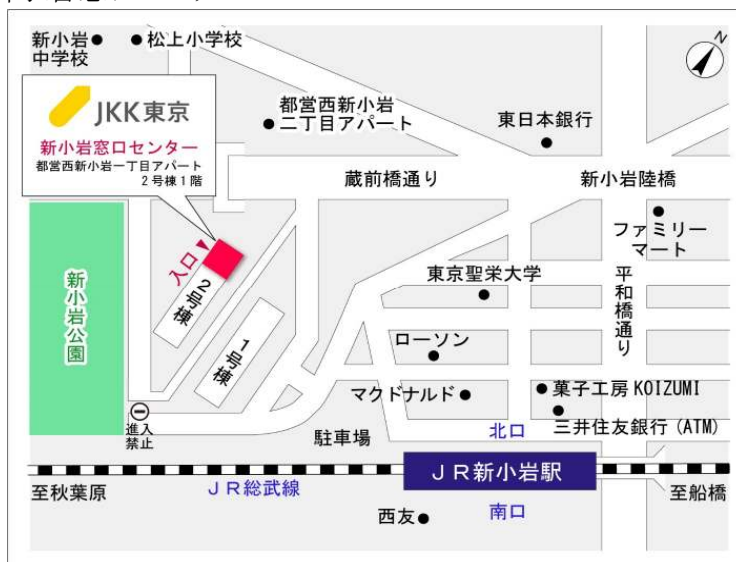 新小岩
中学校
松上小学校
N
JKK東京
新小岩窓口センター
都営西新小岩一丁目アパート
2号棟1階
都営西新小岩
二丁目アパート
東日本銀行
蔵前橋通り
新小岩陸橋
ファミリー
マート
入口
2号棟
1号棟
新小岩公園
東京聖栄大学
平和橋通り
ローソン
マクドナルド
菓子工房 KOIZUMI
三井住友銀行 (ATM)
進入
禁止
駐車場
北口
JR新小岩駅
至秋葉原
JR総武線
至船橋
西友
南口